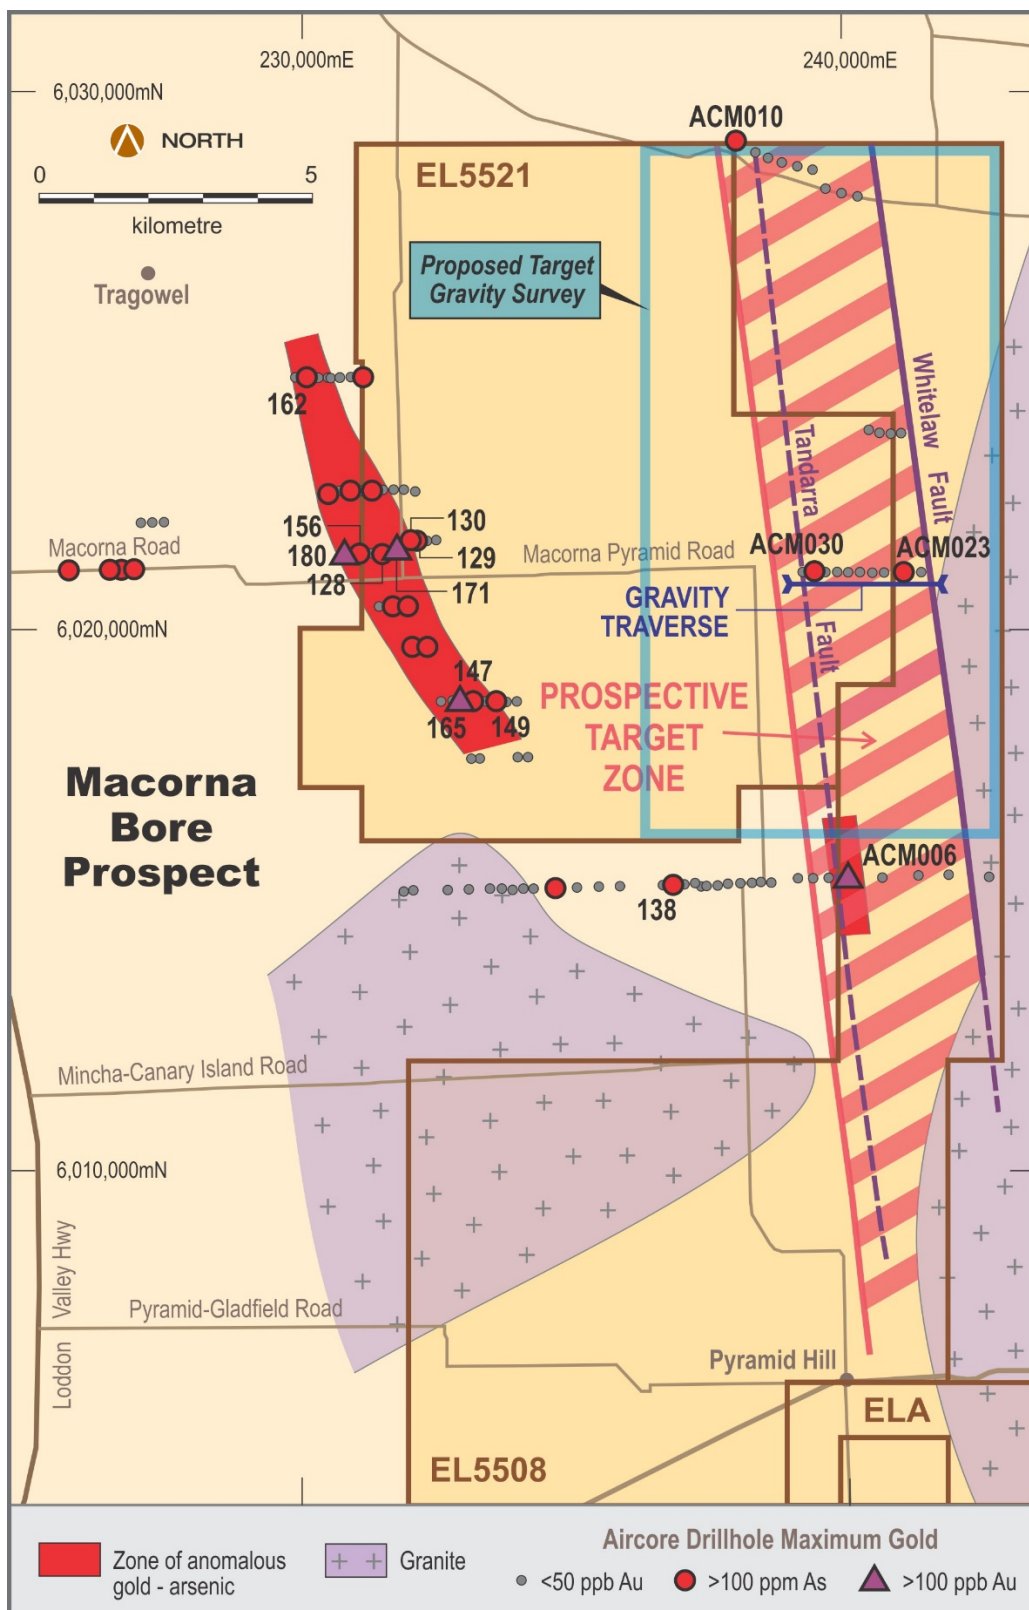 230,000mE
240,000mE
6,030,000mN
ACM010
NORTH
0
5
kilometre
EL5521
Proposed Target
Gravity Survey
Tragowel
162
Whitelaw
Fault
Tandarra
Fault
156
130
Macorna Road
180
129
Macorna Pyramid Road
ACM030
ACM023
128
171
GRAVITY
TRAVERSE
6,020,000mN
147
165
149
PROSPECTIVE
TARGET
ZONE
Macorna
Bore
Prospect
ACM006
138
Mincha-Canary Island Road
6,010,000mN
Loddon Valley Hwy
Pyramid-Gladfield Road
Pyramid Hill
ELA
EL5508
Zone of anomalous
gold - arsenic
Granite
Aircore Drillhole Maximum Gold
<50 ppb Au
>100 ppm As
>100 ppb Au